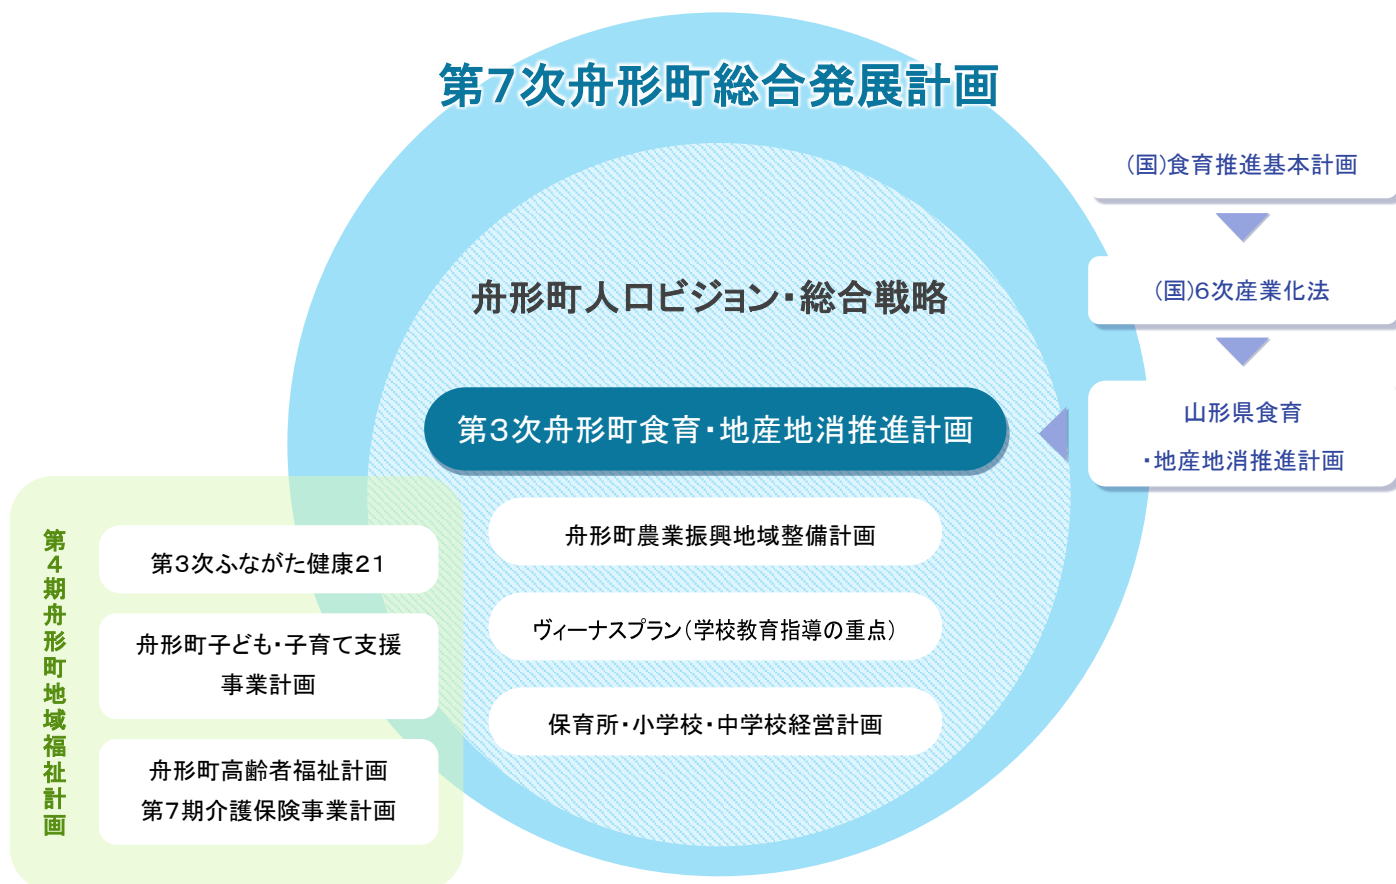 第7次舟形町総合発展計画
(国)食育推進基本計画
(国)6次産業化法
山形県食育
・地産地消推進計画
舟形町人口ビジョン・総合戦略
第3次舟形町食育・地産地消推進計画
舟形町農業振興地域整備計画
ヴィーナスプラン(学校教育指導の重点)
保育所・小学校・中学校経営計画
第4期舟形町地域福祉計画
第3次ふながた健康21
舟形町子ども・子育て支援
事業計画
舟形町高齢者福祉計画
第7期介護保険事業計画